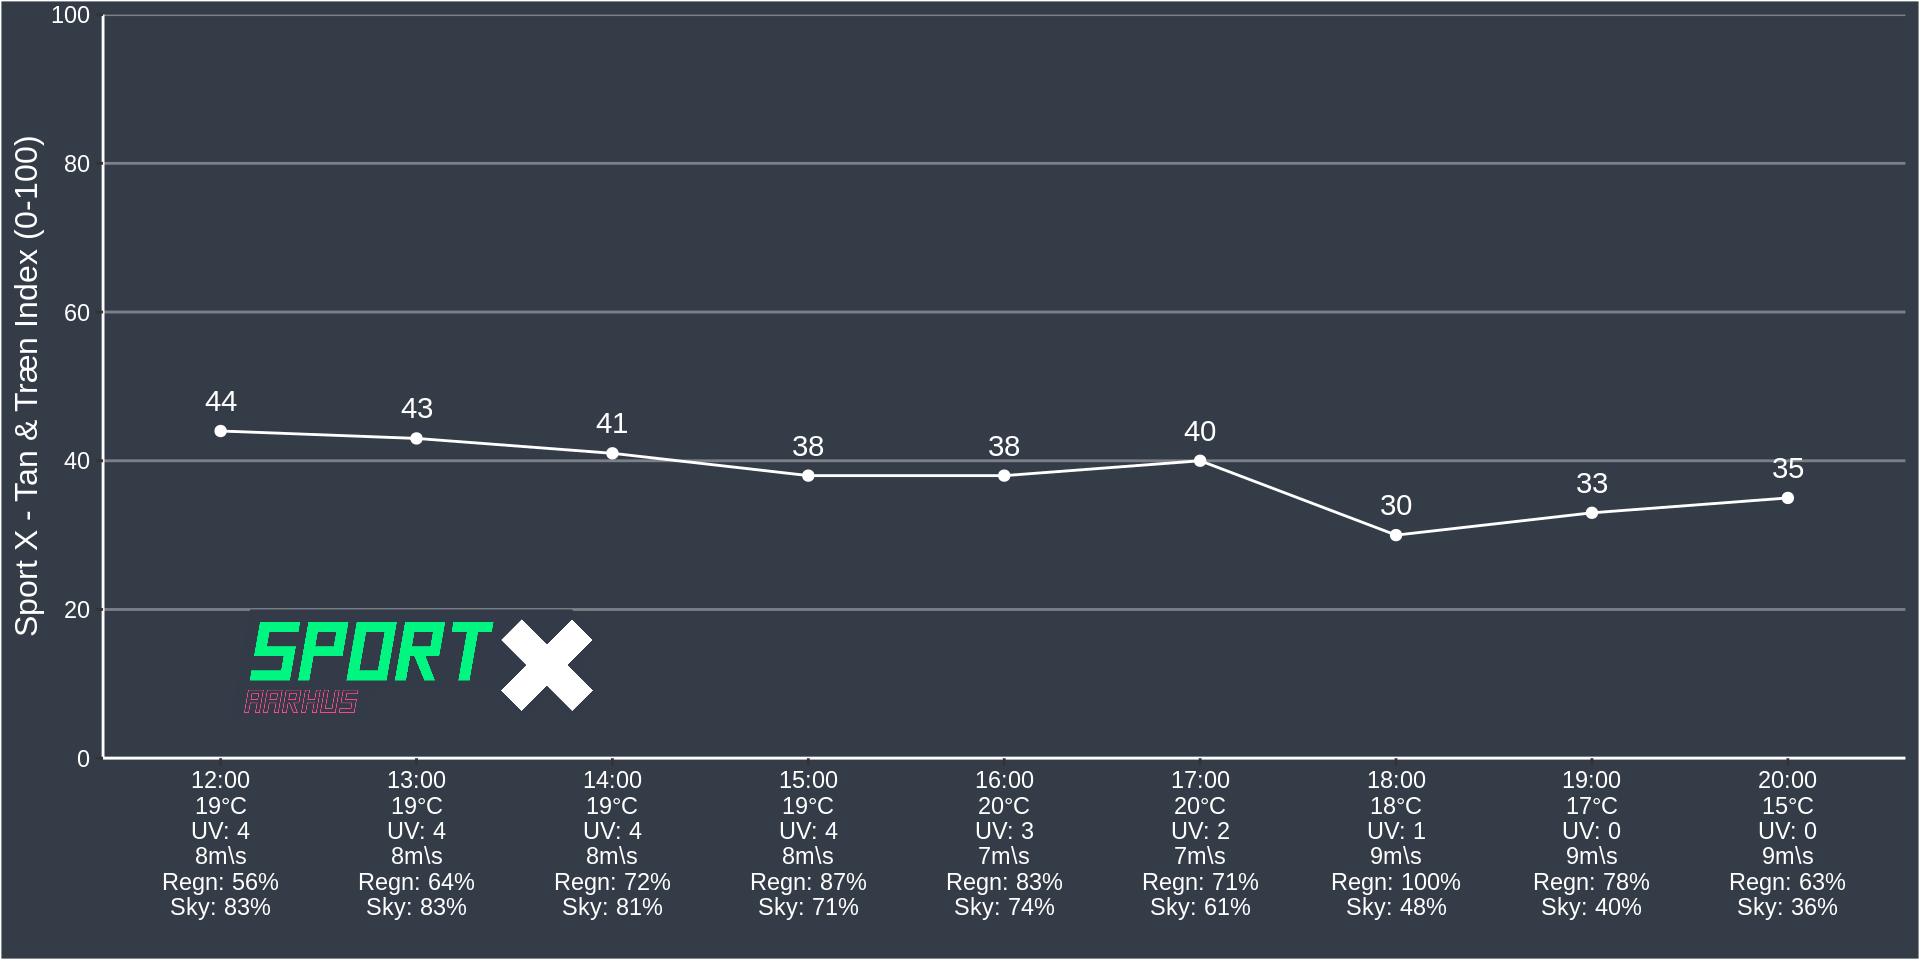 Sport X - Tan & Træn Index (0-100)
100
80
60
40
20
0
44
43
41
38
38
40
30
33
35
SPORT X
AARHUS
12:00
19°C
UV: 4
8m\s
Regn: 56%
Sky: 83%
13:00
19°C
UV: 4
8m\s
Regn: 64%
Sky: 83%
14:00
19°C
UV: 4
8m\s
Regn: 72%
Sky: 81%
15:00
19°C
UV: 4
8m\s
Regn: 87%
Sky: 71%
16:00
20°C
UV: 3
7m\s
Regn: 83%
Sky: 74%
17:00
20°C
UV: 2
7m\s
Regn: 71%
Sky: 61%
18:00
18°C
UV: 1
9m\s
Regn: 100%
Sky: 48%
19:00
17°C
UV: 0
9m\s
Regn: 78%
Sky: 40%
20:00
15°C
UV: 0
9m\s
Regn: 63%
Sky: 36%